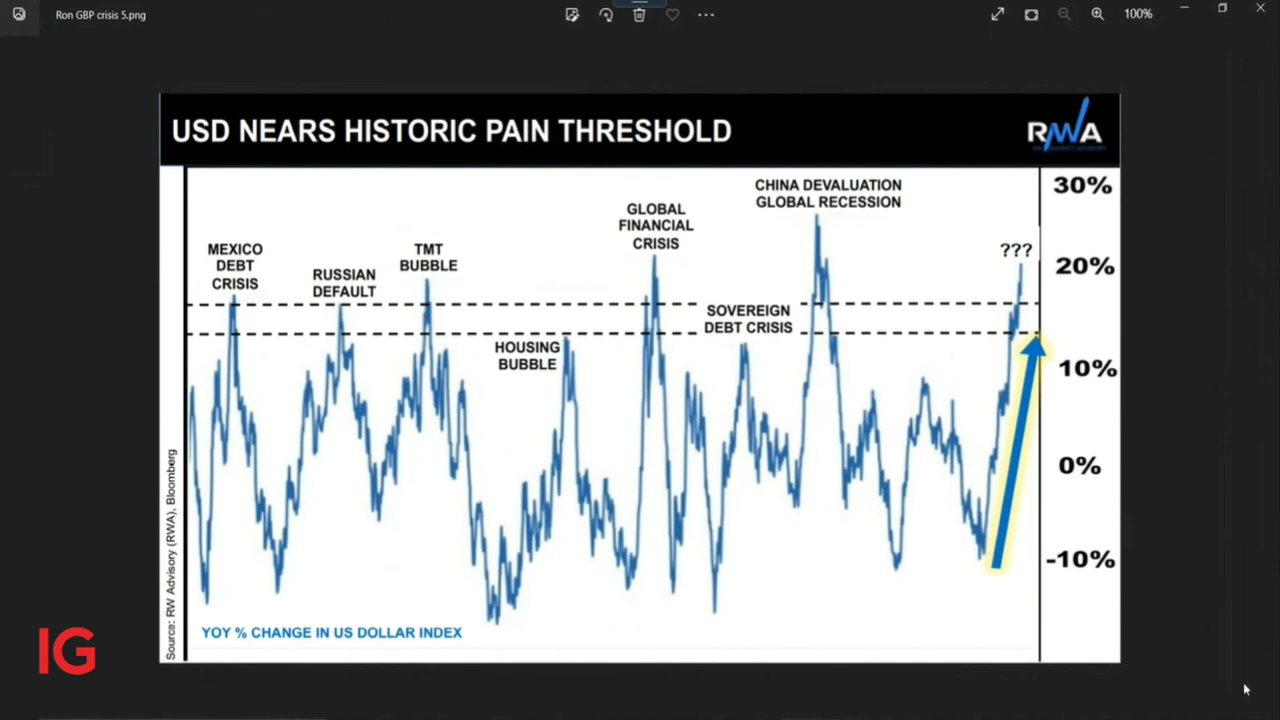 Ron GBP crisis 5.png
100%
USD NEARS HISTORIC PAIN THRESHOLD
RWA
CHINA DEVALUATION
GLOBAL RECESSION
30%
GLOBAL
FINANCIAL
CRISIS
MEXICO
DEBT
CRISIS
TMT
BUBBLE
???
20%
RUSSIAN
DEFAULT
SOVEREIGN
DEBT CRISIS
HOUSING
BUBBLE
10%
0%
-10%
Source: RW Advisory (RWA), Bloomberg
YOY % CHANGE IN US DOLLAR INDEX
IG